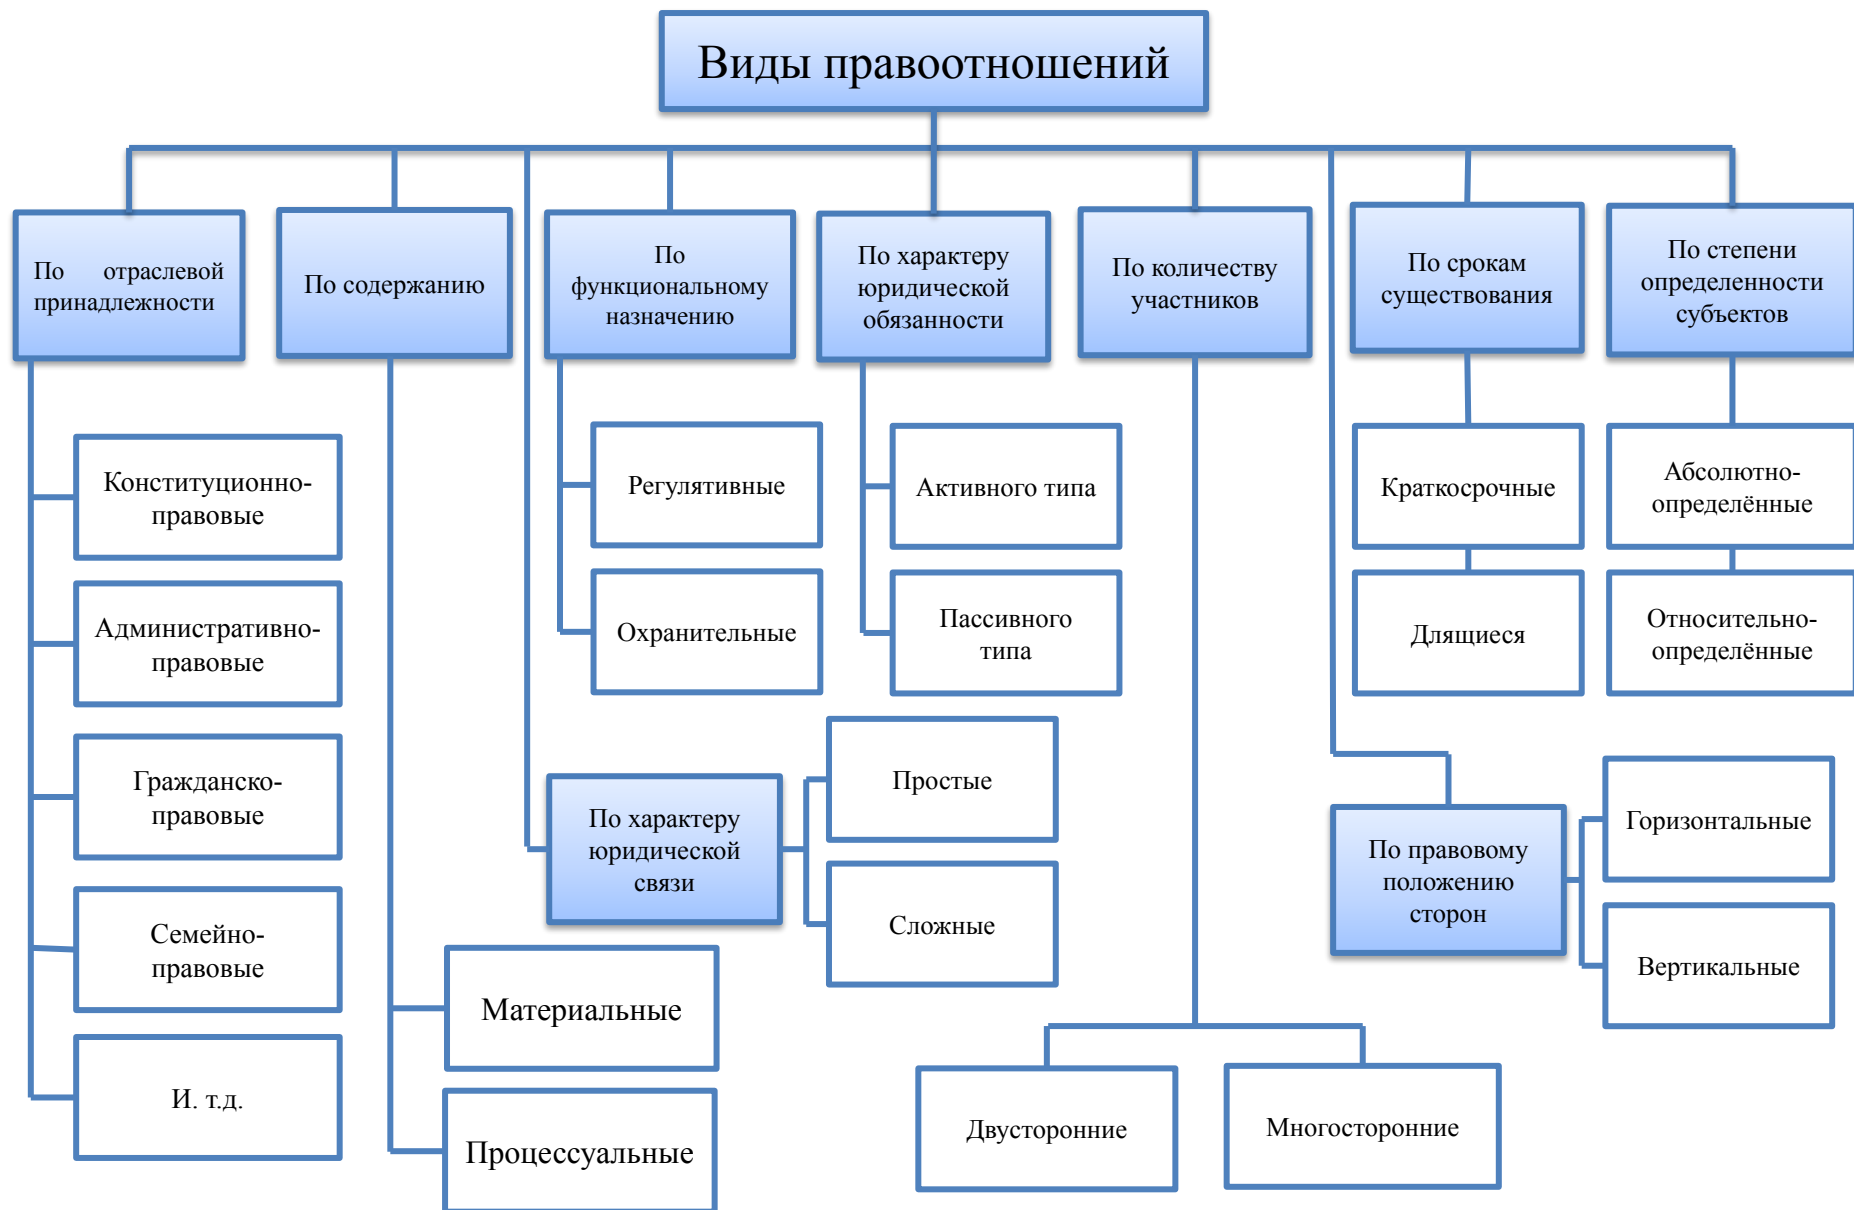 Виды правоотношений
По отраслевой
принадлежности
По содержанию
По
функциональному
назначению
По характеру
юридической
обязанности
По количеству
участников
По срокам
существования
По степени
определенности
субъектов
Конституционно-
правовые
Административно-
правовые
Гражданско-
правовые
Семейно-
правовые
И. т.д.
Регулятивные
Охранительные
Активного типа
Пассивного
типа
Краткосрочные
Длящиеся
Абсолютно-
определённые
Относительно-
определённые
По характеру
юридической
связи
Простые
Сложные
По правовому
положению
сторон
Горизонтальные
Вертикальные
Материальные
Процессуальные
Двусторонние
Многосторонние